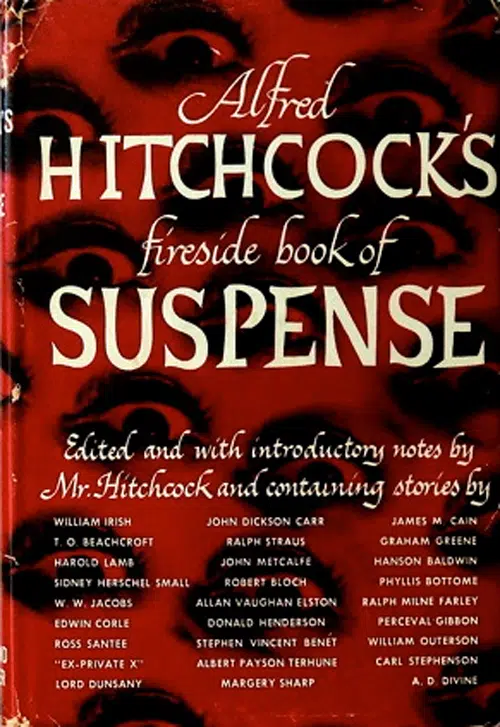 Alfred
HITCHCOCK'S
fireside book of
SUSPENSE
Edited and with introductory notes by
Mr. Hitchcock and containing stories by
WILLIAM IRISH JOHN DICKSON CARR JAMES M. CAIN
T. O. BEACHCROFT RALPH STRAUS GRAHAM GREENE
HAROLD LAMB JOHN METCALFE HANSON BALDWIN
SIDNEY HERSCHEL SMALL ROBERT BLOCH PHYLLIS BOTTOME
W. W. JACOBS ALLAN VAUGHAN ELSTON RALPH MILNE FARLEY
EDWIN CORLE DONALD HENDERSON PERCEVAL GIBBON
ROSS SANTEE STEPHEN VINCENT BENÉT WILLIAM OUTERSON
"EX-PRIVATE X" ALBERT PAYSON TERHUNE CARL STEPHENSON
LORD DUNSANY MARGERY SHARP A. D. DIVINE